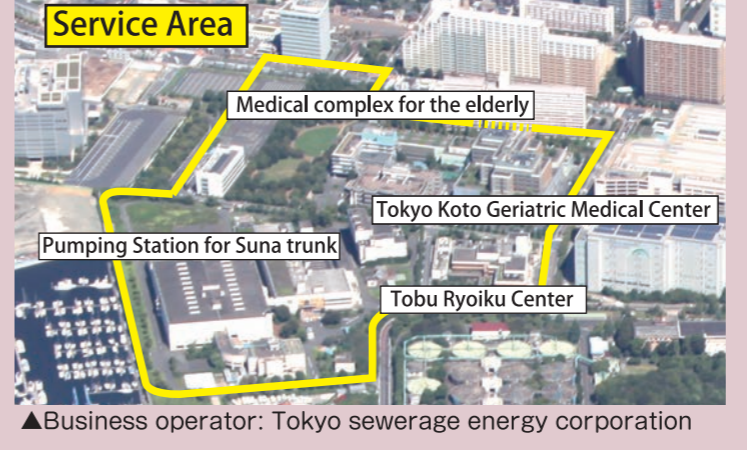 Service Area
Medical complex for the elderly
Tokyo Koto Geriatric Medical Center
Pumping Station for Suna trunk
Tobu Ryoiku Center
▲Business operator: Tokyo sewerage energy corporation